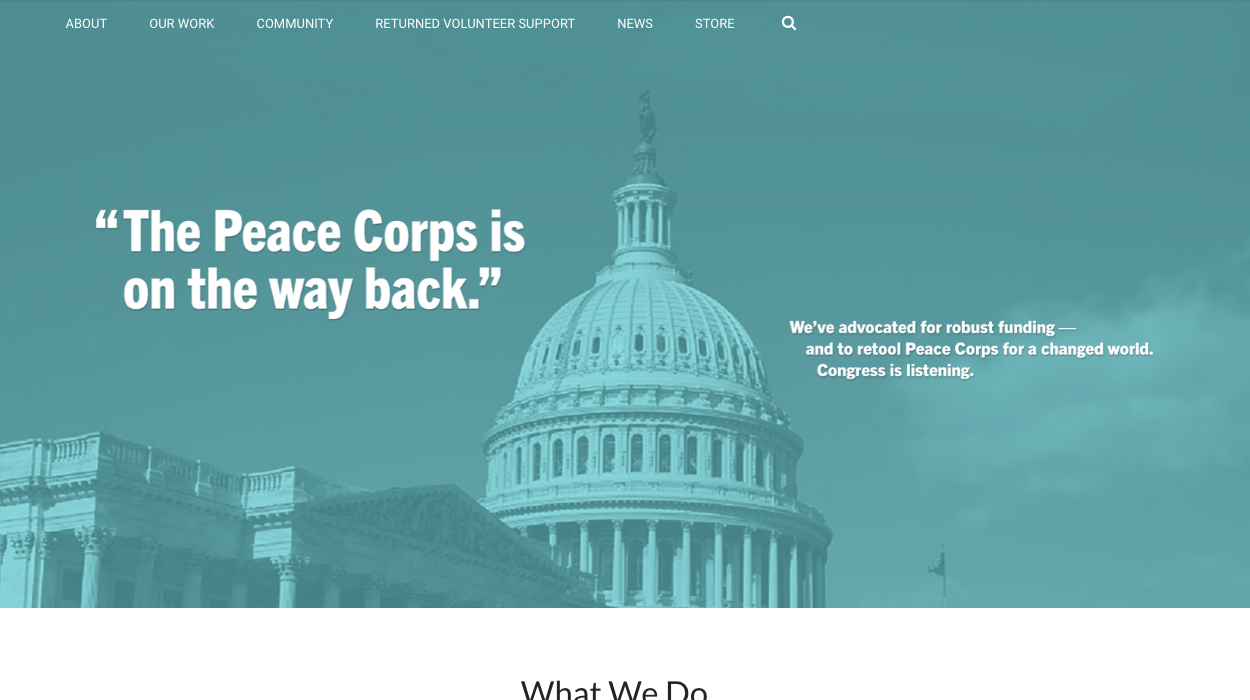 ABOUT OUR WORK COMMUNITY RETURNED VOLUNTEER SUPPORT NEWS STORE
“The Peace Corps is
on the way back.”
We’ve advocated for robust funding —
and to retool Peace Corps for a changed world.
Congress is listening.
What We Do